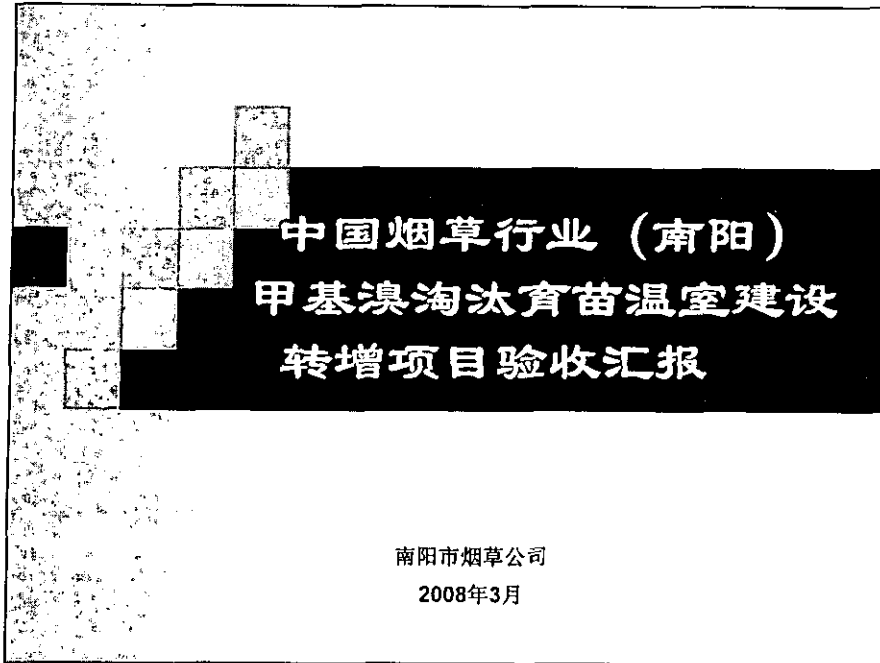 中国烟草行业（南阳）
甲基溴淘汰育苗温室建设
转增项目验收汇报
南阳市烟草公司
2008年3月